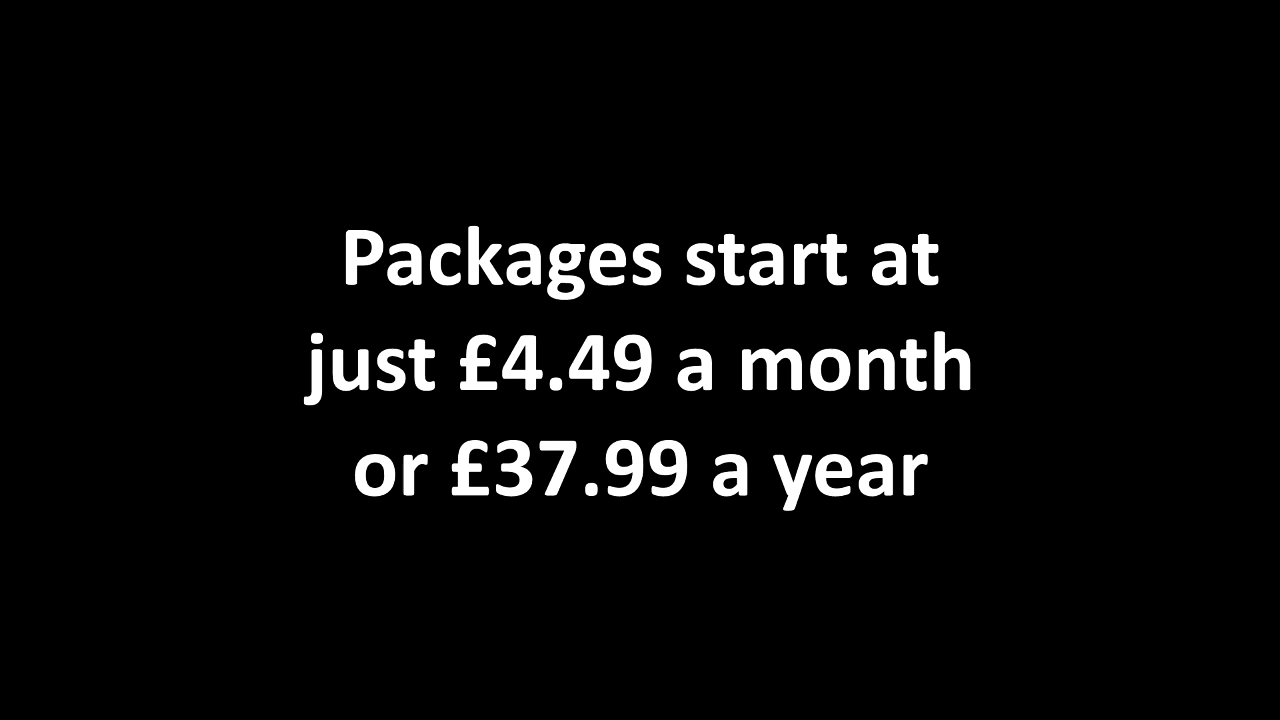 Packages start at
just £4.49 a month
or £37.99 a year